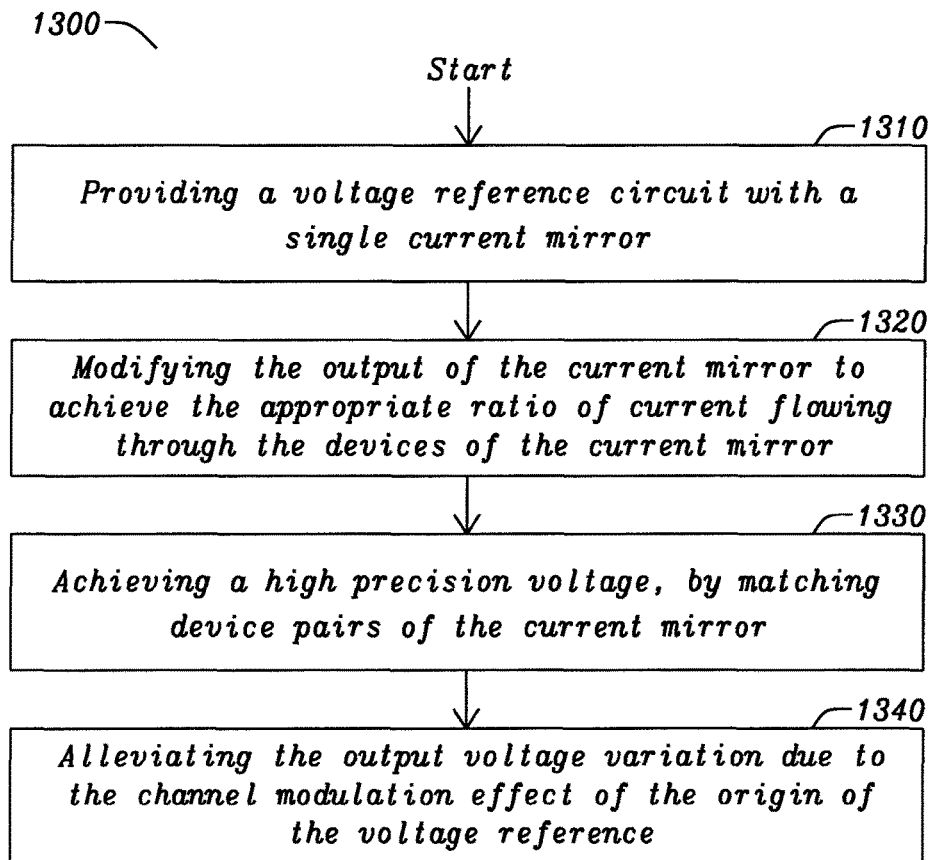 1300
Start
1310
Providing a voltage reference circuit with a
single current mirror
1320
Modifying the output of the current mirror to
achieve the appropriate ratio of current flowing
through the devices of the current mirror
1330
Achieving a high precision voltage, by matching
device pairs of the current mirror
1340
Alleviating the output voltage variation due to
the channel modulation effect of the origin of
the voltage reference